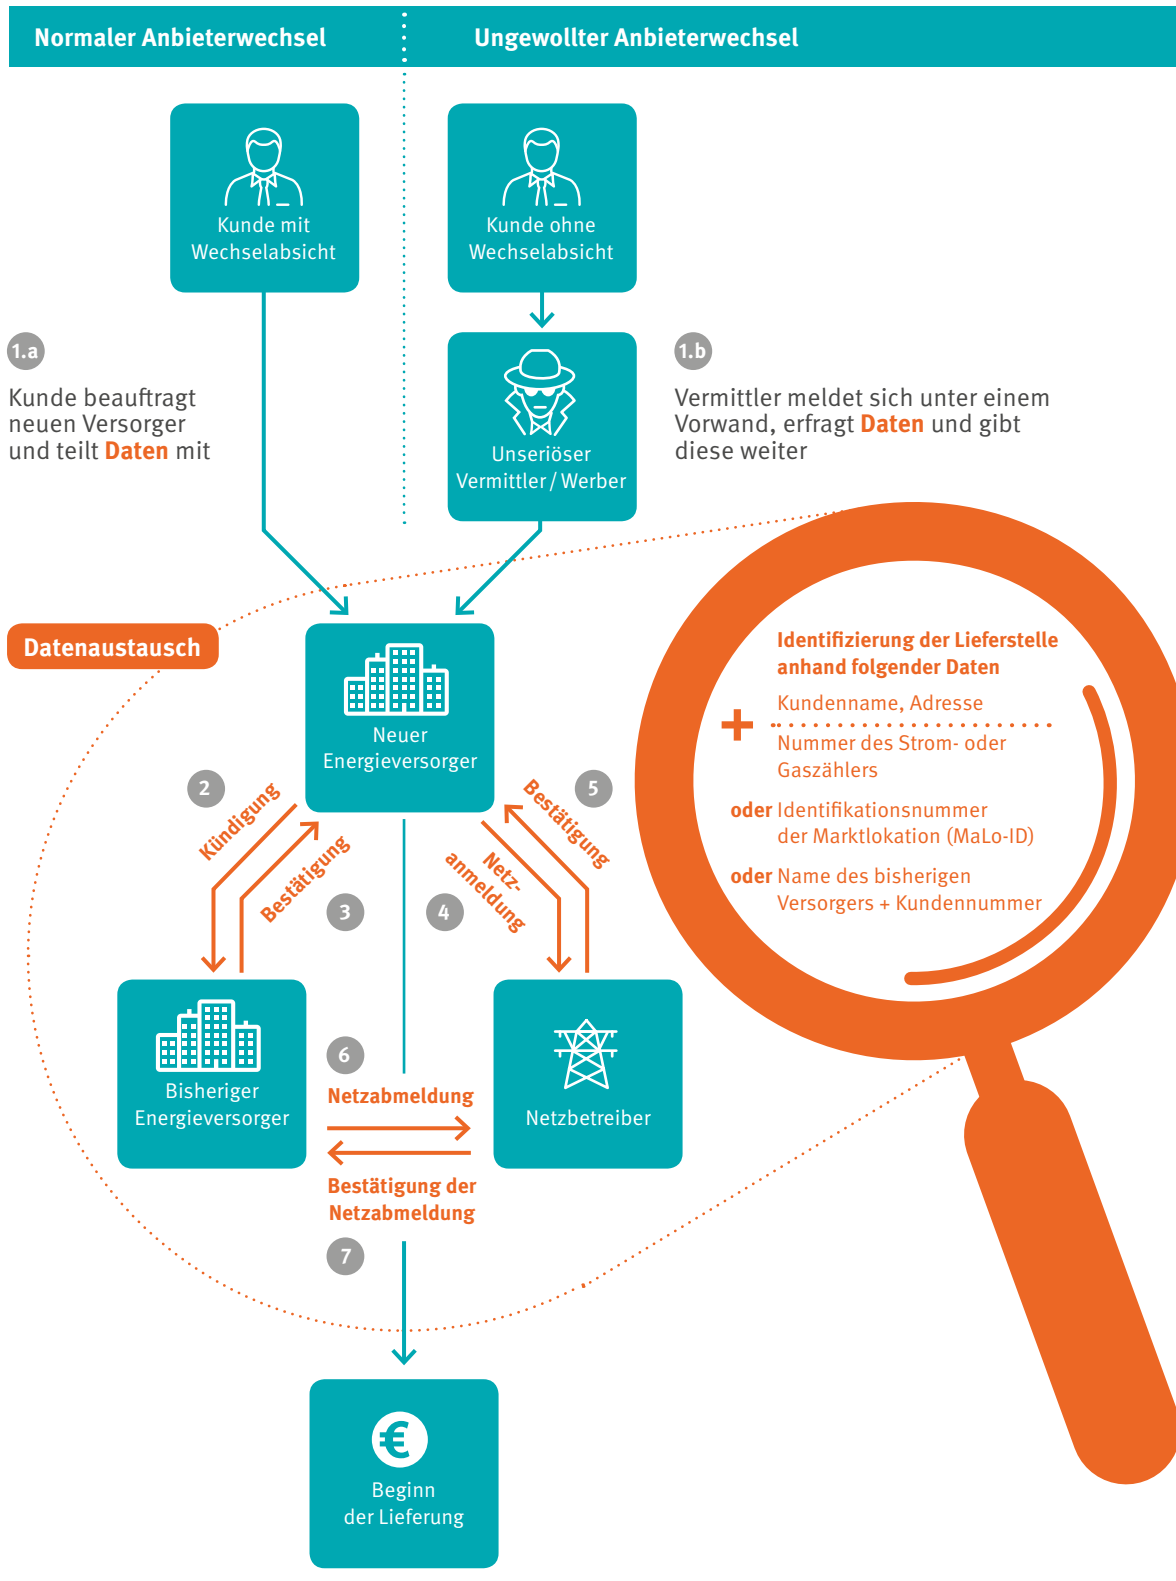 Normaler Anbieterwechsel
Ungewollter Anbieterwechsel
Kunde mit
Wechselabsicht
Kunde ohne
Wechselabsicht
1.a
Kunde beauftragt
neuen Versorger
und teilt Daten mit
Unseriöser
Vermittler / Werber
1.b
Vermittler meldet sich unter einem
Vorwand, erfragt Daten und gibt
diese weiter
Datenaustausch
Neuer
Energieversorger
Identifizierung der Lieferstelle
anhand folgender Daten
Kundenname, Adresse
+
Nummer des Strom- oder
Gaszählers
oder Identifikationsnummer
der Marktlokation (MaLo-ID)
oder Name des bisherigen
Versorgers + Kundennummer
2
Kündigung
Bestätigung
3
4
Netz-
anmeldung
Bestätigung
5
Bisheriger
Energieversorger
Netzbetreiber
6
Netzabmeldung
Bestätigung der
Netzabmeldung
7
€
Beginn
der Lieferung